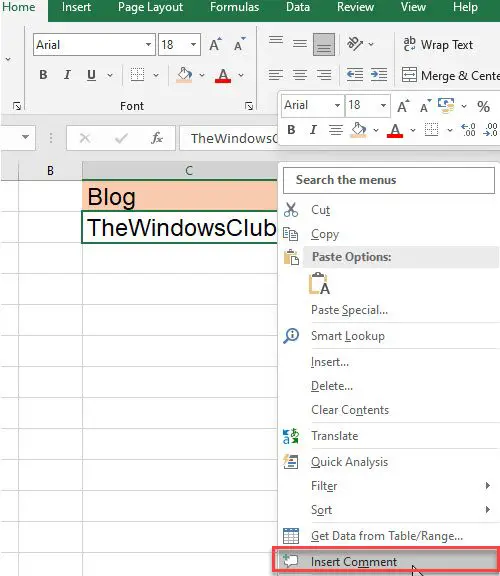 Home Insert Page Layout Formulas Data Review View Help
Arial 18 A A ab Wrap Text
B I U A Merge & Cente
Font
Arial 18 A A %
B I A .00
TheWindowsC
B C
Blog
TheWindowsClub
Search the menus
Cut
Copy
Paste Options:
A
Paste Special...
Smart Lookup
Insert...
Delete...
Clear Contents
Translate
Quick Analysis
Filter
Sort
Get Data from Table/Range...
Insert Comment